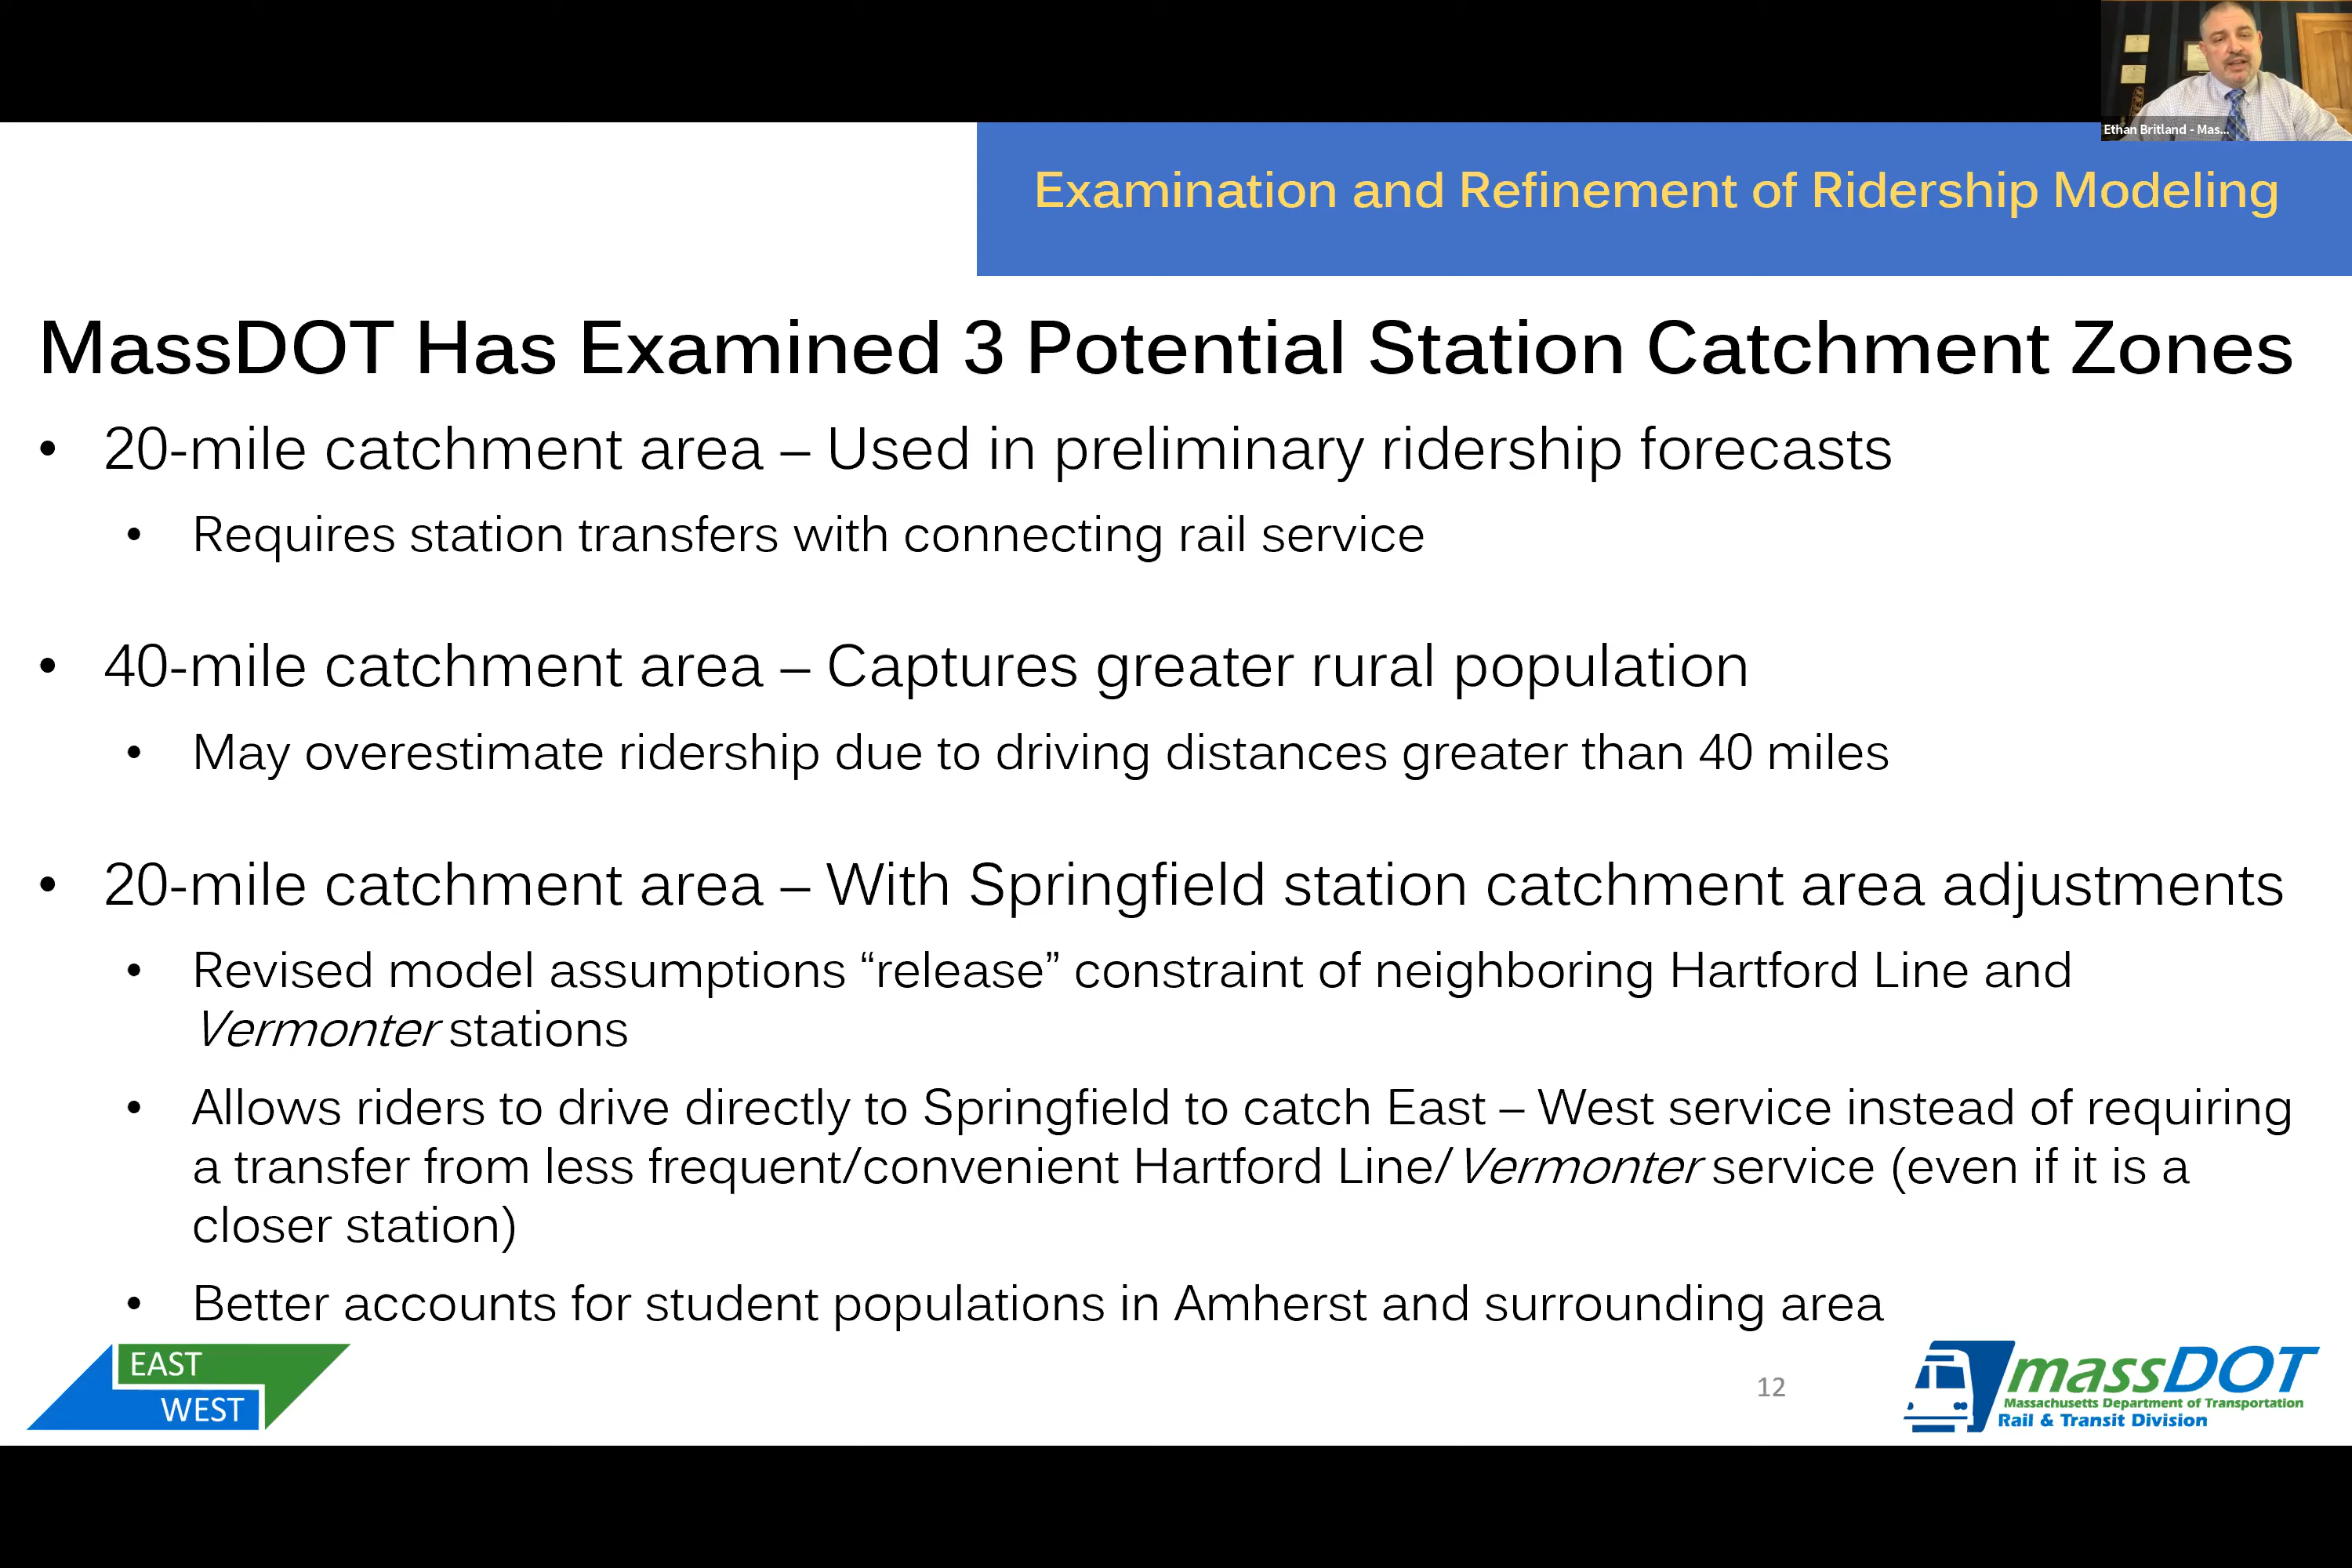 Ethan Britland - Mas...
Examination and Refinement of Ridership Modeling
MassDOT Has Examined 3 Potential Station Catchment Zones
• 20-mile catchment area – Used in preliminary ridership forecasts
• Requires station transfers with connecting rail service
• 40-mile catchment area – Captures greater rural population
• May overestimate ridership due to driving distances greater than 40 miles
• 20-mile catchment area – With Springfield station catchment area adjustments
• Revised model assumptions “release” constraint of neighboring Hartford Line and
Vermonter stations
• Allows riders to drive directly to Springfield to catch East – West service instead of requiring
a transfer from less frequent/convenient Hartford Line/Vermonter service (even if it is a
closer station)
• Better accounts for student populations in Amherst and surrounding area
EAST
WEST
12
massDOT
Massachusetts Department of Transportation
Rail & Transit Division